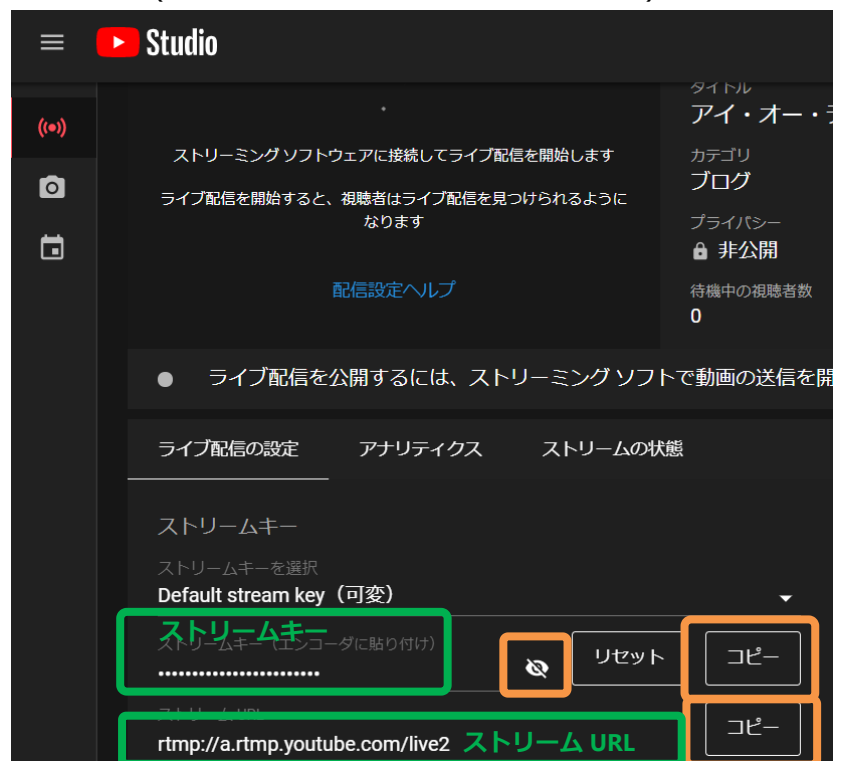 Studio
タイトル
アイ・オー・
ストリーミング ソフトウェアに接続してライブ配信を開始します
ライブ配信を開始すると、視聴者はライブ配信を見つけられるように
なります
配信設定ヘルプ
カテゴリ
ブログ
プライバシー
非公開
待機中の視聴者数
0
ライブ配信を公開するには、ストリーミング ソフトで動画の送信を開
ライブ配信の設定 アナリティクス ストリームの状態
ストリームキー
ストリームキーを選択
Default stream key（可変）
ストリームキー
ストリームキー（エンコーダに貼り付け）
•••••••••••••••••••••••• リセット コピー
ストリーム URL
rtmp://a.rtmp.youtube.com/live2 ストリーム URL コピー